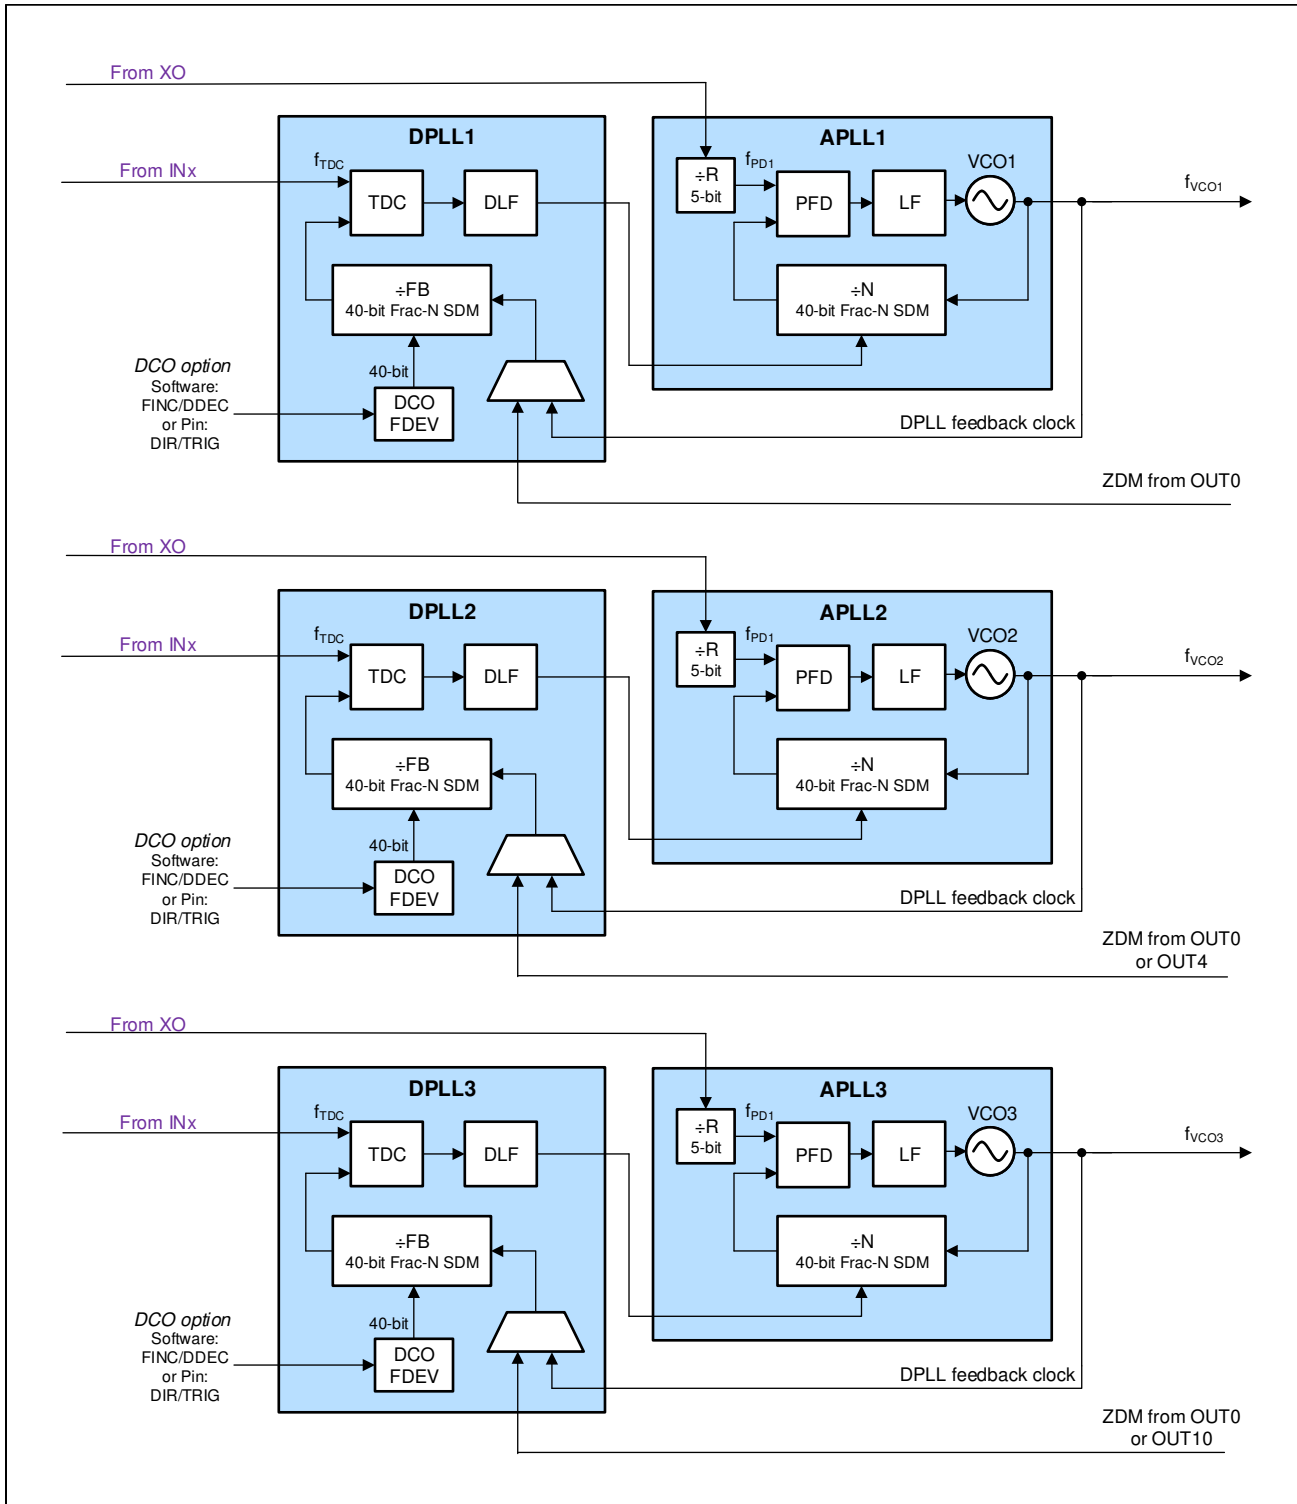 From XO
DPLL1
APLL1
From INx
fTDC
TDC
DLF
÷R
5-bit
fPD1
PFD
LF
VCO1
fVCO1
÷FB
40-bit Frac-N SDM
÷N
40-bit Frac-N SDM
DCO option
Software:
FINC/DDEC
or Pin:
DIR/TRIG
40-bit
DCO
FDEV
DPLL feedback clock
ZDM from OUT0
From XO
DPLL2
APLL2
From INx
fTDC
TDC
DLF
÷R
5-bit
fPD1
PFD
LF
VCO2
fVCO2
÷FB
40-bit Frac-N SDM
÷N
40-bit Frac-N SDM
DCO option
Software:
FINC/DDEC
or Pin:
DIR/TRIG
40-bit
DCO
FDEV
DPLL feedback clock
ZDM from OUT0
or OUT4
From XO
DPLL3
APLL3
From INx
fTDC
TDC
DLF
÷R
5-bit
fPD1
PFD
LF
VCO3
fVCO3
÷FB
40-bit Frac-N SDM
÷N
40-bit Frac-N SDM
DCO option
Software:
FINC/DDEC
or Pin:
DIR/TRIG
40-bit
DCO
FDEV
DPLL feedback clock
ZDM from OUT0
or OUT10